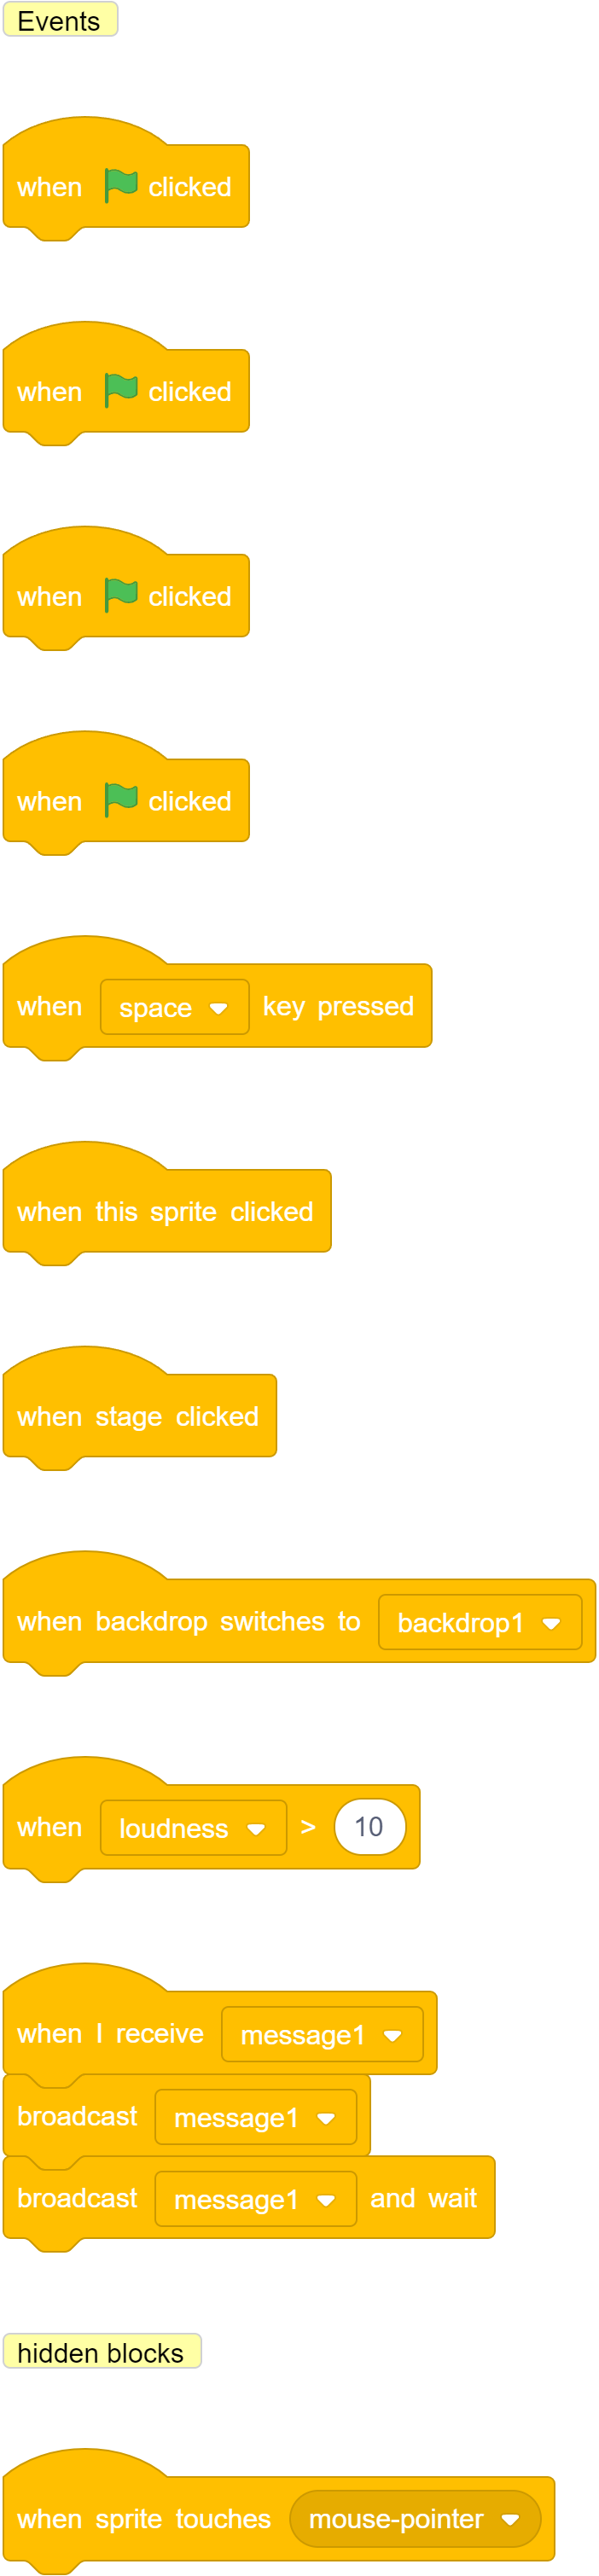 Events
when clicked
when clicked
when clicked
when clicked
when space key pressed
when this sprite clicked
when stage clicked
when backdrop switches to backdrop1
when loudness > 10
when I receive message1
broadcast message1
broadcast message1 and wait
hidden blocks
when sprite touches mouse-pointer